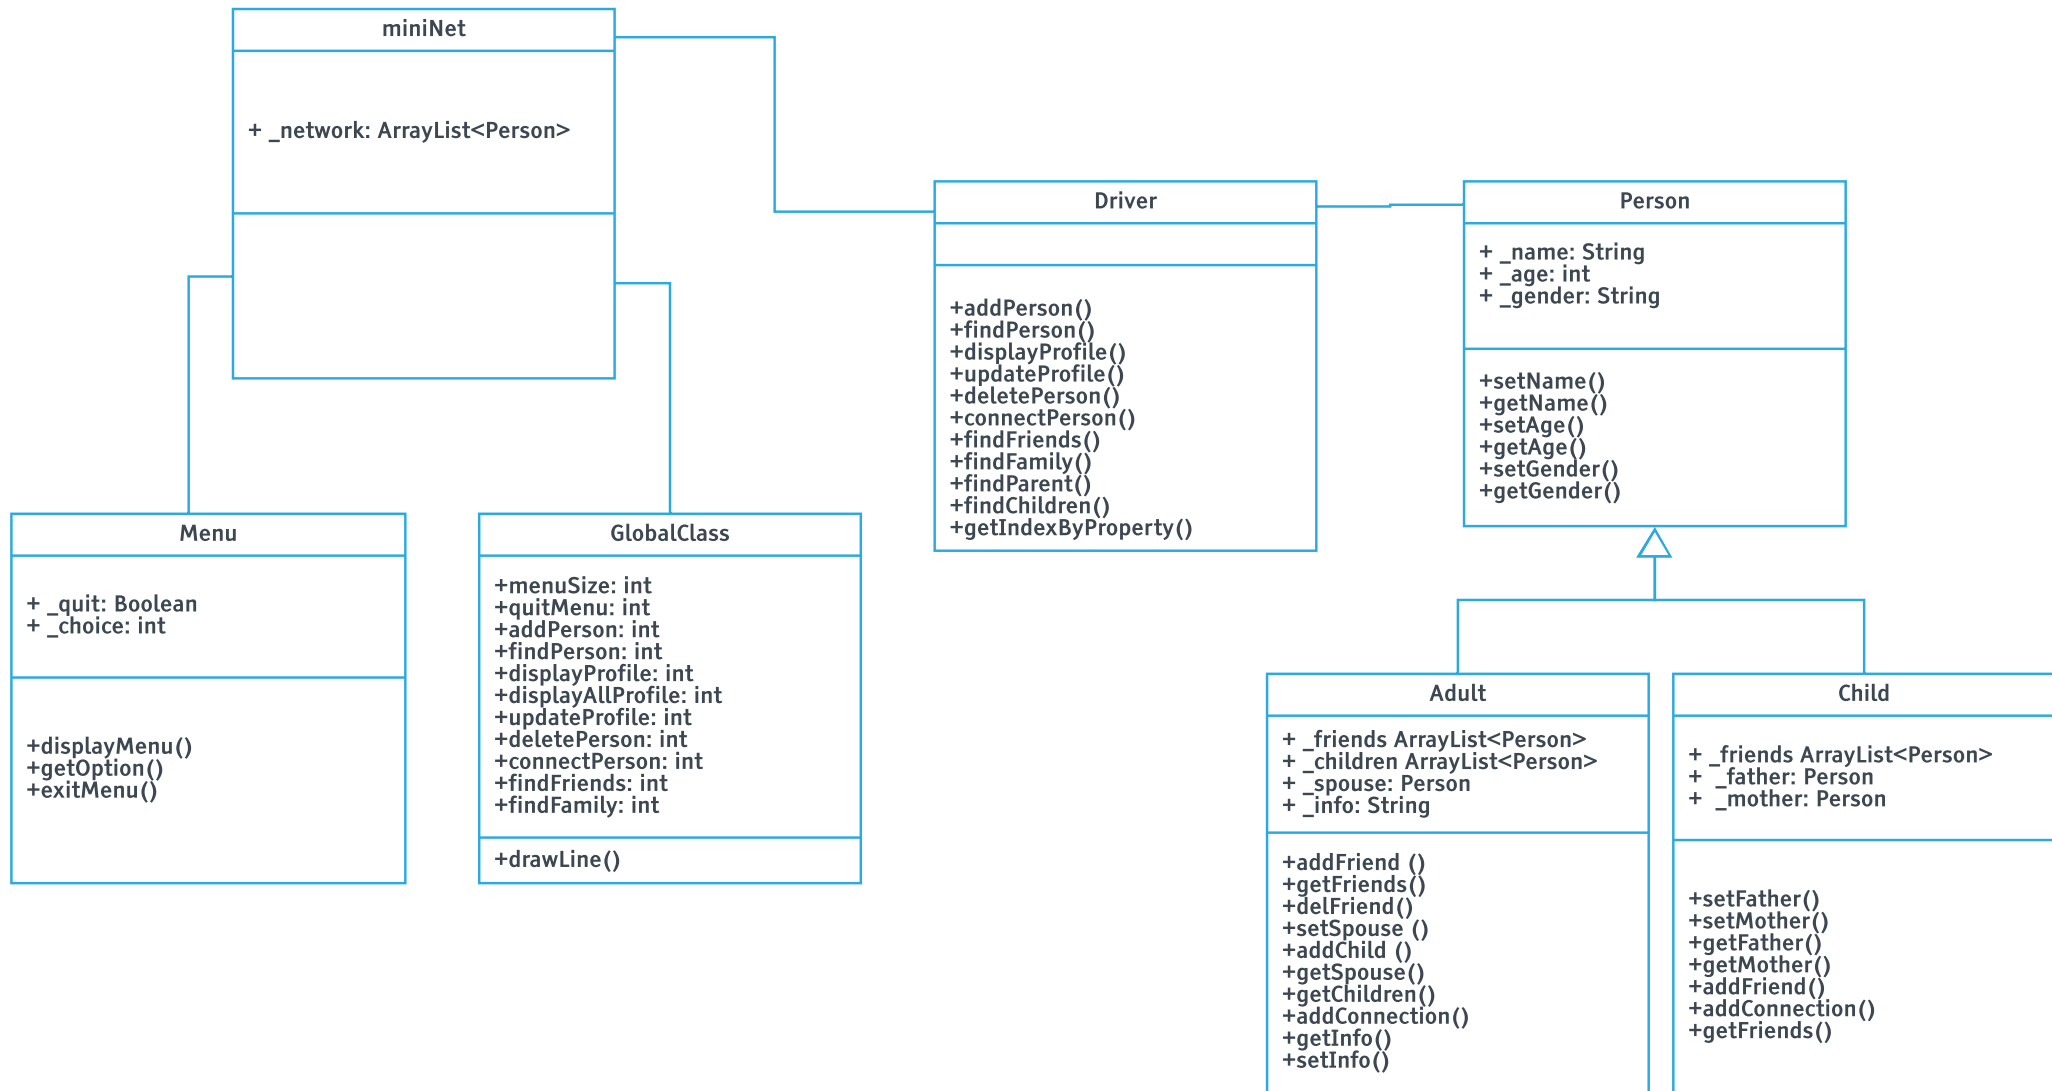 miniNet
+ _network: ArrayList<Person>
Driver
+addPerson()
+findPerson()
+displayProfile()
+updateProfile()
+deletePerson()
+connectPerson()
+findFriends()
+findFamily()
+findParent()
+findChildren()
+getIndexByProperty()
Person
+ _name: String
+ _age: int
+ _gender: String
+setName()
+getName()
+setAge()
+getAge()
+setGender()
+getGender()
Menu
+ _quit: Boolean
+ _choice: int
+displayMenu()
+getOption()
+exitMenu()
GlobalClass
+menuSize: int
+quitMenu: int
+addPerson: int
+findPerson: int
+displayProfile: int
+displayAllProfile: int
+updateProfile: int
+deletePerson: int
+connectPerson: int
+findFriends: int
+findFamily: int
+drawLine()
Adult
+ _friends ArrayList<Person>
+ _children ArrayList<Person>
+ _spouse: Person
+ _info: String
+addFriend ()
+getFriends()
+delFriend()
+setSpouse ()
+addChild ()
+getSpouse()
+getChildren()
+addConnection()
+getInfo()
+setInfo()
Child
+ _friends ArrayList<Person>
+  _father: Person
+  _mother: Person
+setFather()
+setMother()
+getFather()
+getMother()
+addFriend()
+addConnection()
+getFriends()